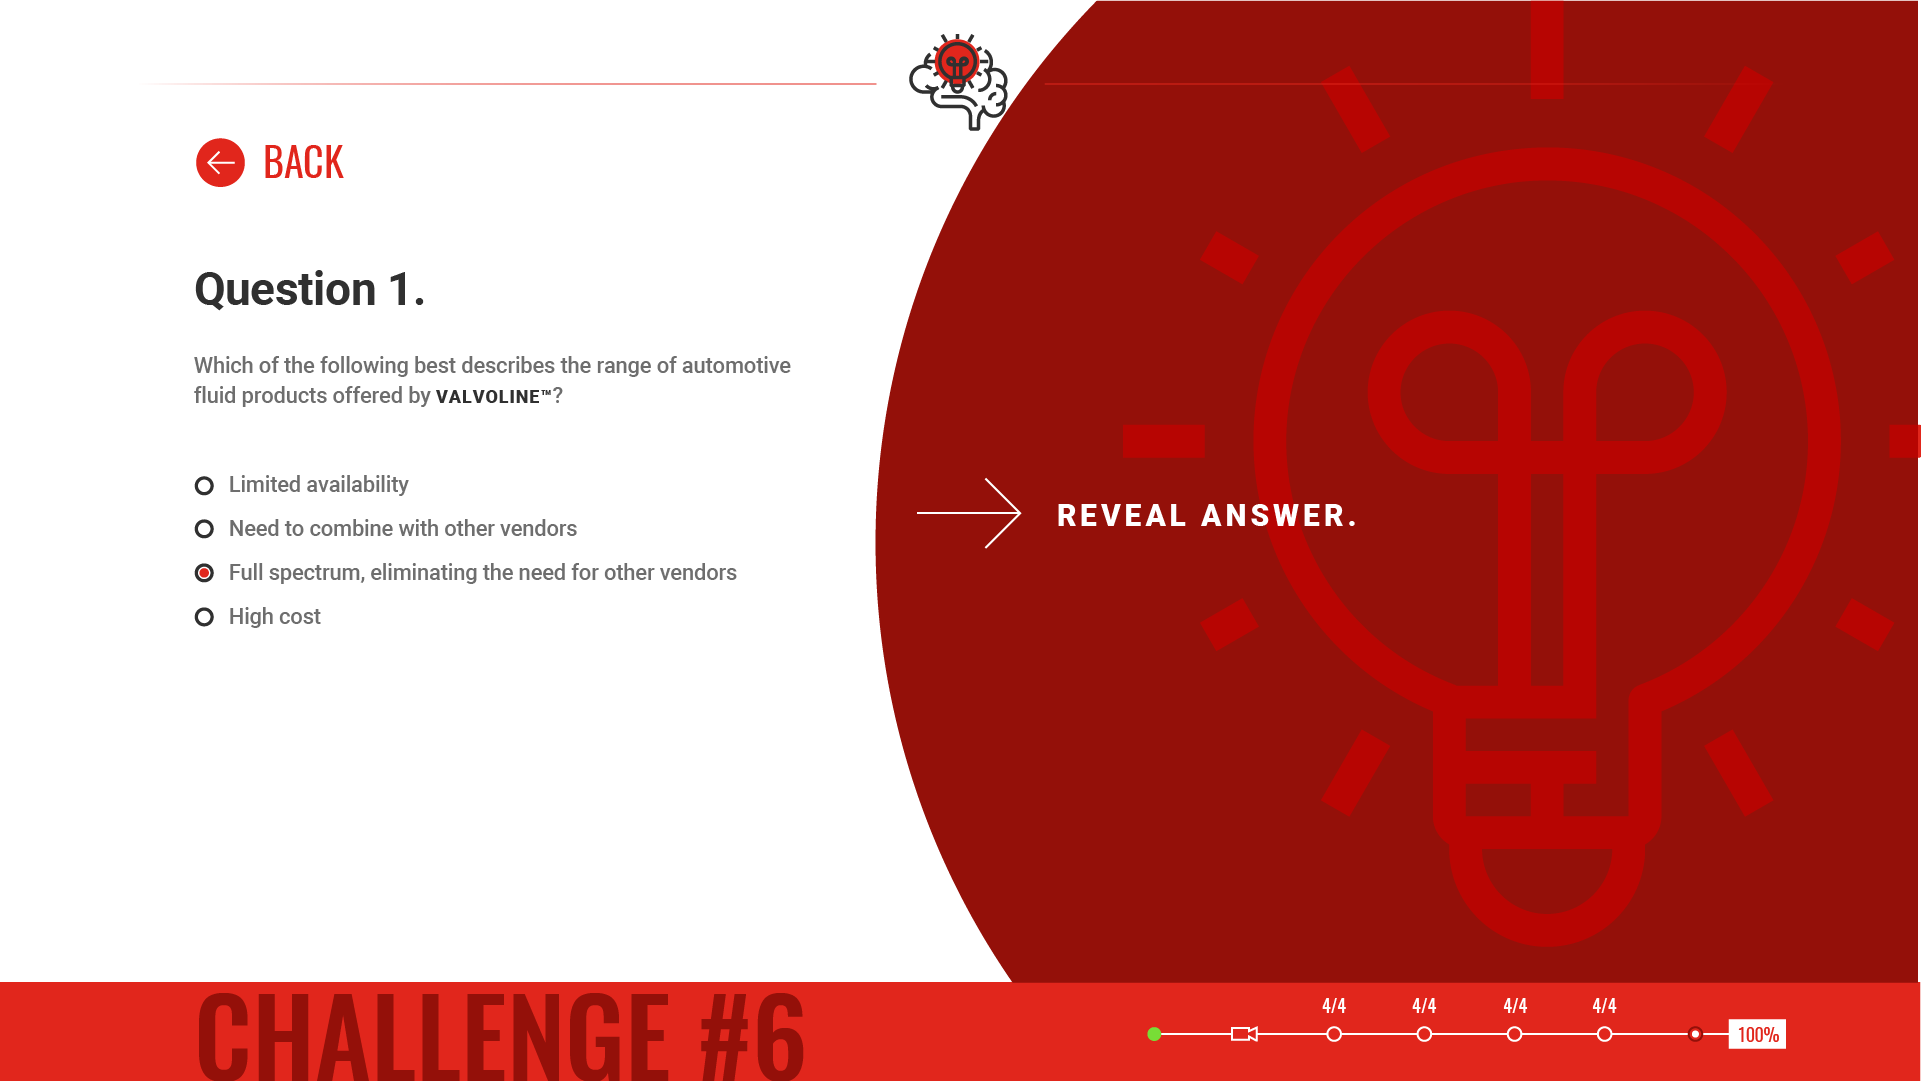 BACK
Question 1.
Which of the following best describes the range of automotive
fluid products offered by VALVOLINE™?
Limited availability
Need to combine with other vendors
Full spectrum, eliminating the need for other vendors
High cost
REVEAL ANSWER.
CHALLENGE #6
4/4 4/4 4/4 4/4
100%